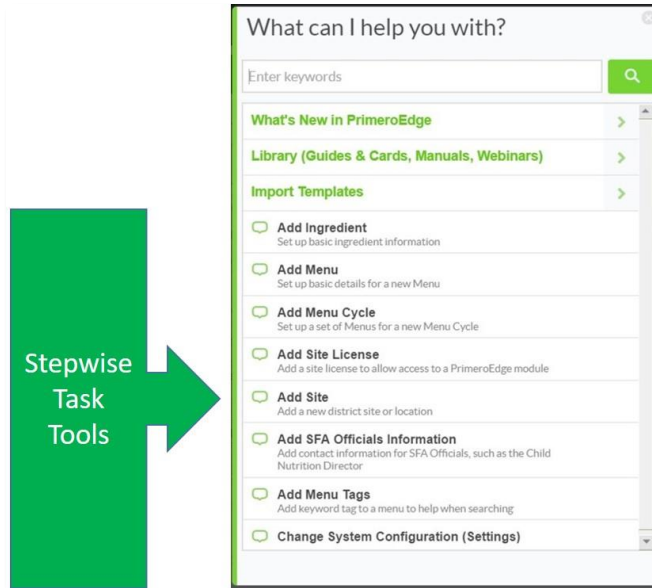 What can I help you with?
Enter keywords
What's New in PrimeroEdge
Library (Guides & Cards, Manuals, Webinars)
Import Templates
Add Ingredient
Set up basic ingredient information
Add Menu
Set up basic details for a new Menu
Add Menu Cycle
Set up a set of Menus for a new Menu Cycle
Add Site License
Add a site license to allow access to a PrimeroEdge module
Add Site
Add a new district site or location
Add SFA Officials Information
Add contact information for SFA Officials, such as the Child
Nutrition Director
Add Menu Tags
Add keyword tag to a menu to help when searching
Change System Configuration (Settings)
Stepwise
Task
Tools